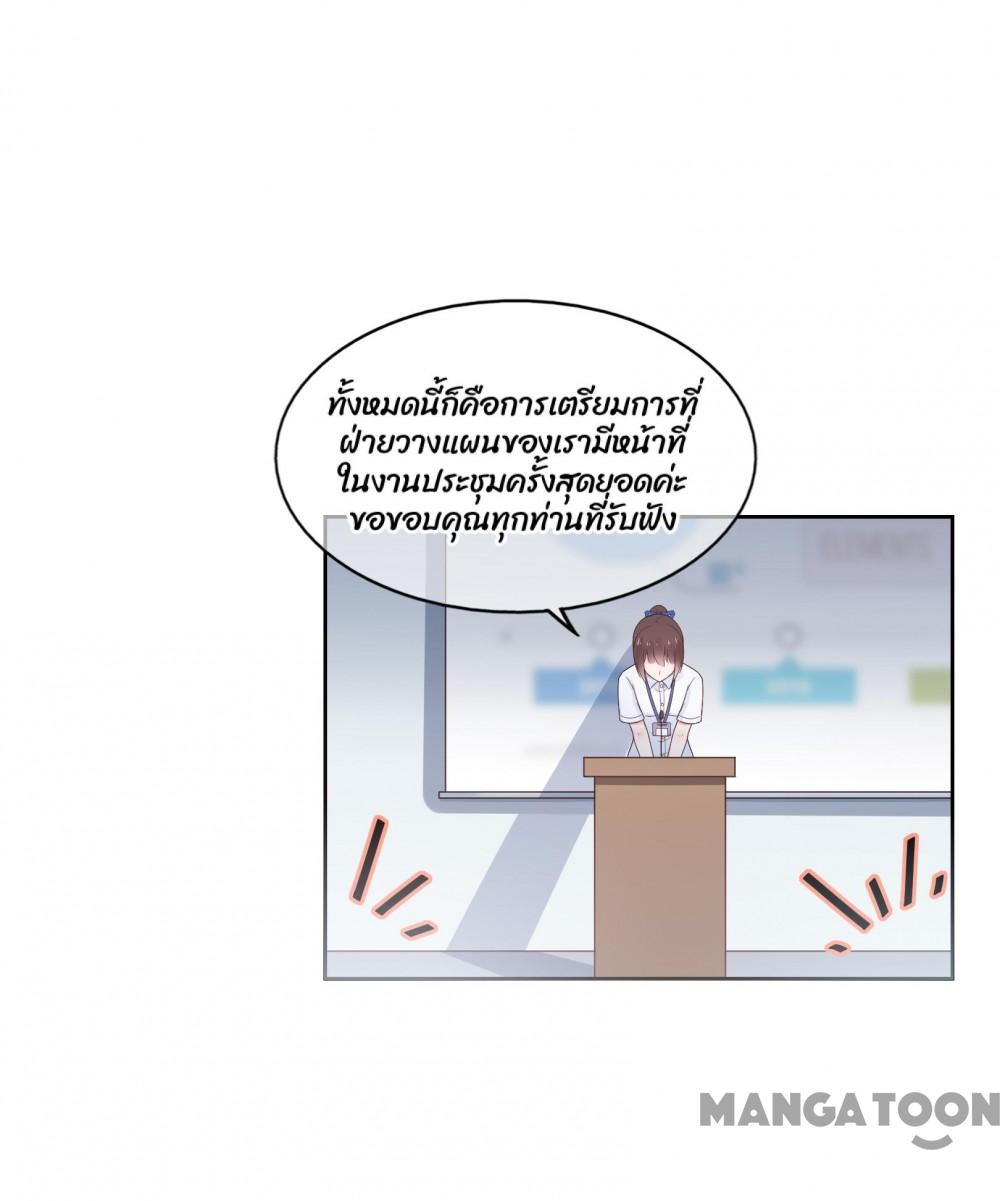 ทั้งหมดนี้ก็คือการเตรียมการที่
ฝ่ายวางแผนของเรามีหน้าที่
ในงานประชุมครั้งสุดยอดค่ะ
ขอขอบคุณทุกท่านที่รับฟัง
ELEMENTS
MANGATOON